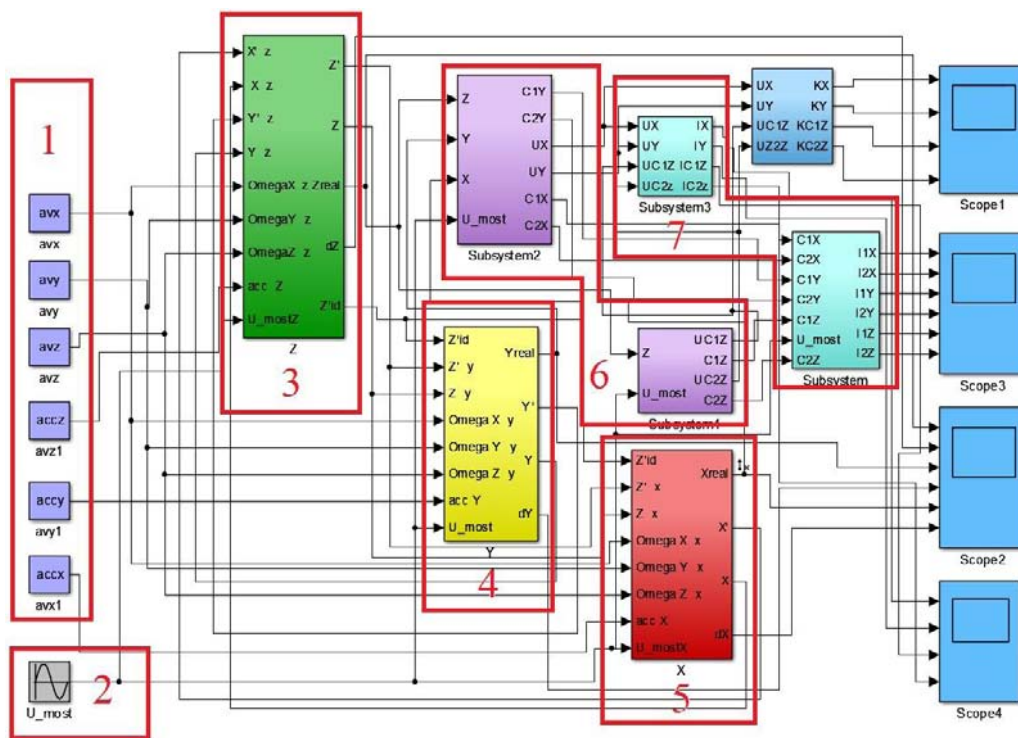 1
avx
avx
avy
avy
avz
avz
accz
avz1
accy
avy1
accx
avx1
2
U_most
X' z
X z
Y' z
Y z
OmegaX z
OmegaY z
OmegaZ z
acc Z
U_mostZ
Z'
Z
Zreal
dZ
Z'id
Z
3
Z
Y
X
U_most
C1Y
C2Y
UX
UY
C1X
C2X
Subsystem2
Z'id
Z' y
Z y
Omega X y
Omega Y y
Omega Z y
acc Y
U_most
Yreal
Y'
Y
dY
Y
4
UX
UY
UC1Z
UC2z
IX
IY
IC1Z
IC2z
Subsystem3
7
UX
UY
UC1Z
UZ2Z
KX
KY
KC1Z
KC2Z
C1X
C2X
C1Y
C2Y
C1Z
U_most
C2Z
I1X
I2X
I1Y
I2Y
I1Z
I2Z
Subsystem
6
Z
U_most
UC1Z
C1Z
UC2Z
C2Z
Z'id
Z' x
Z x
Omega X x
Omega Y x
Omega Z x
acc X
U_mostX
Xreal
X'
X
dX
X
5
Scope1
Scope3
Scope2
Scope4